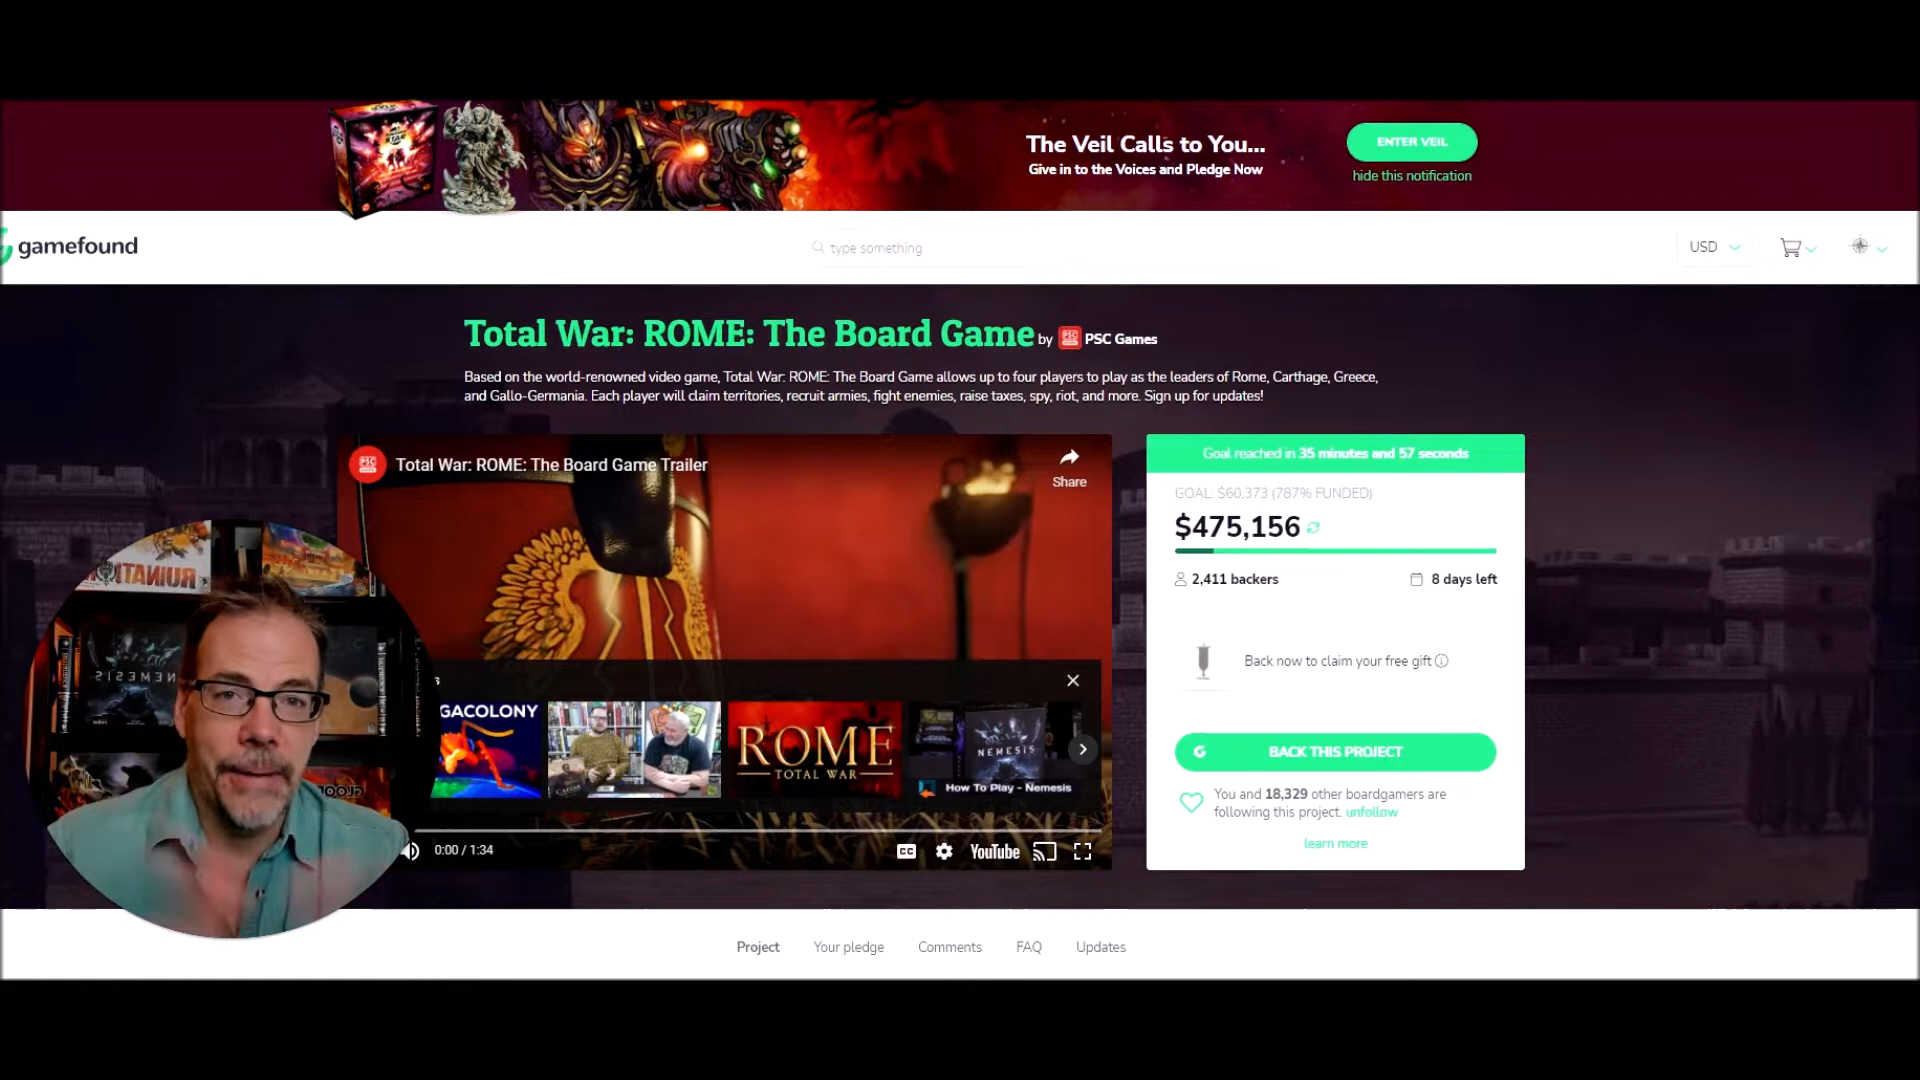 The Veil Calls to You...
Give in to the Voices and Pledge Now
ENTER VEIL
hide this notification
gamefound
type something
USD
Total War: ROME: The Board Game by PSC Games
Based on the world-renowned video game, Total War: ROME: The Board Game allows up to four players to play as the leaders of Rome, Carthage, Greece,
and Gallo-Germania. Each player will claim territories, recruit armies, fight enemies, raise taxes, spy, riot, and more. Sign up for updates!
Total War: ROME: The Board Game Trailer
Share
Goal reached in 35 minutes and 57 seconds
GOAL: $60,373 (787% FUNDED)
$475,156
2,411 backers
8 days left
Back now to claim your free gift
BACK THIS PROJECT
You and 18,329 other boardgamers are
following this project. unfollow
learn more
NEMESIS
GACOLONY
ROME
TOTAL WAR
NEMESIS
How To Play - Nemesis
0:00 / 1:34
CC
YouTube
Project
Your pledge
Comments
FAQ
Updates